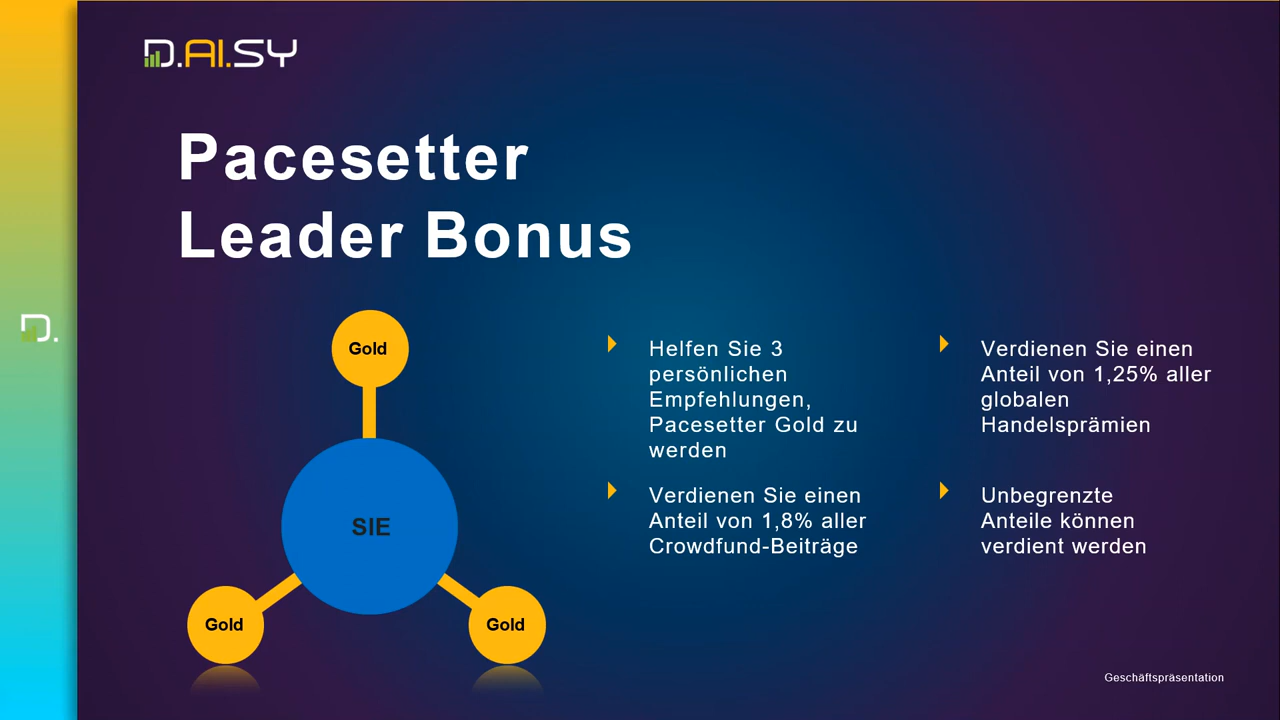 D.AI.SY
Pacesetter
Leader Bonus
D.
Gold
SIE
Gold
Gold
Helfen Sie 3
persönlichen
Empfehlungen,
Pacesetter Gold zu
werden
Verdienen Sie einen
Anteil von 1,8% aller
Crowdfund-Beiträge
Verdienen Sie einen
Anteil von 1,25% aller
globalen
Handelsprämien
Unbegrenzte
Anteile können
verdient werden
Geschäftspräsentation